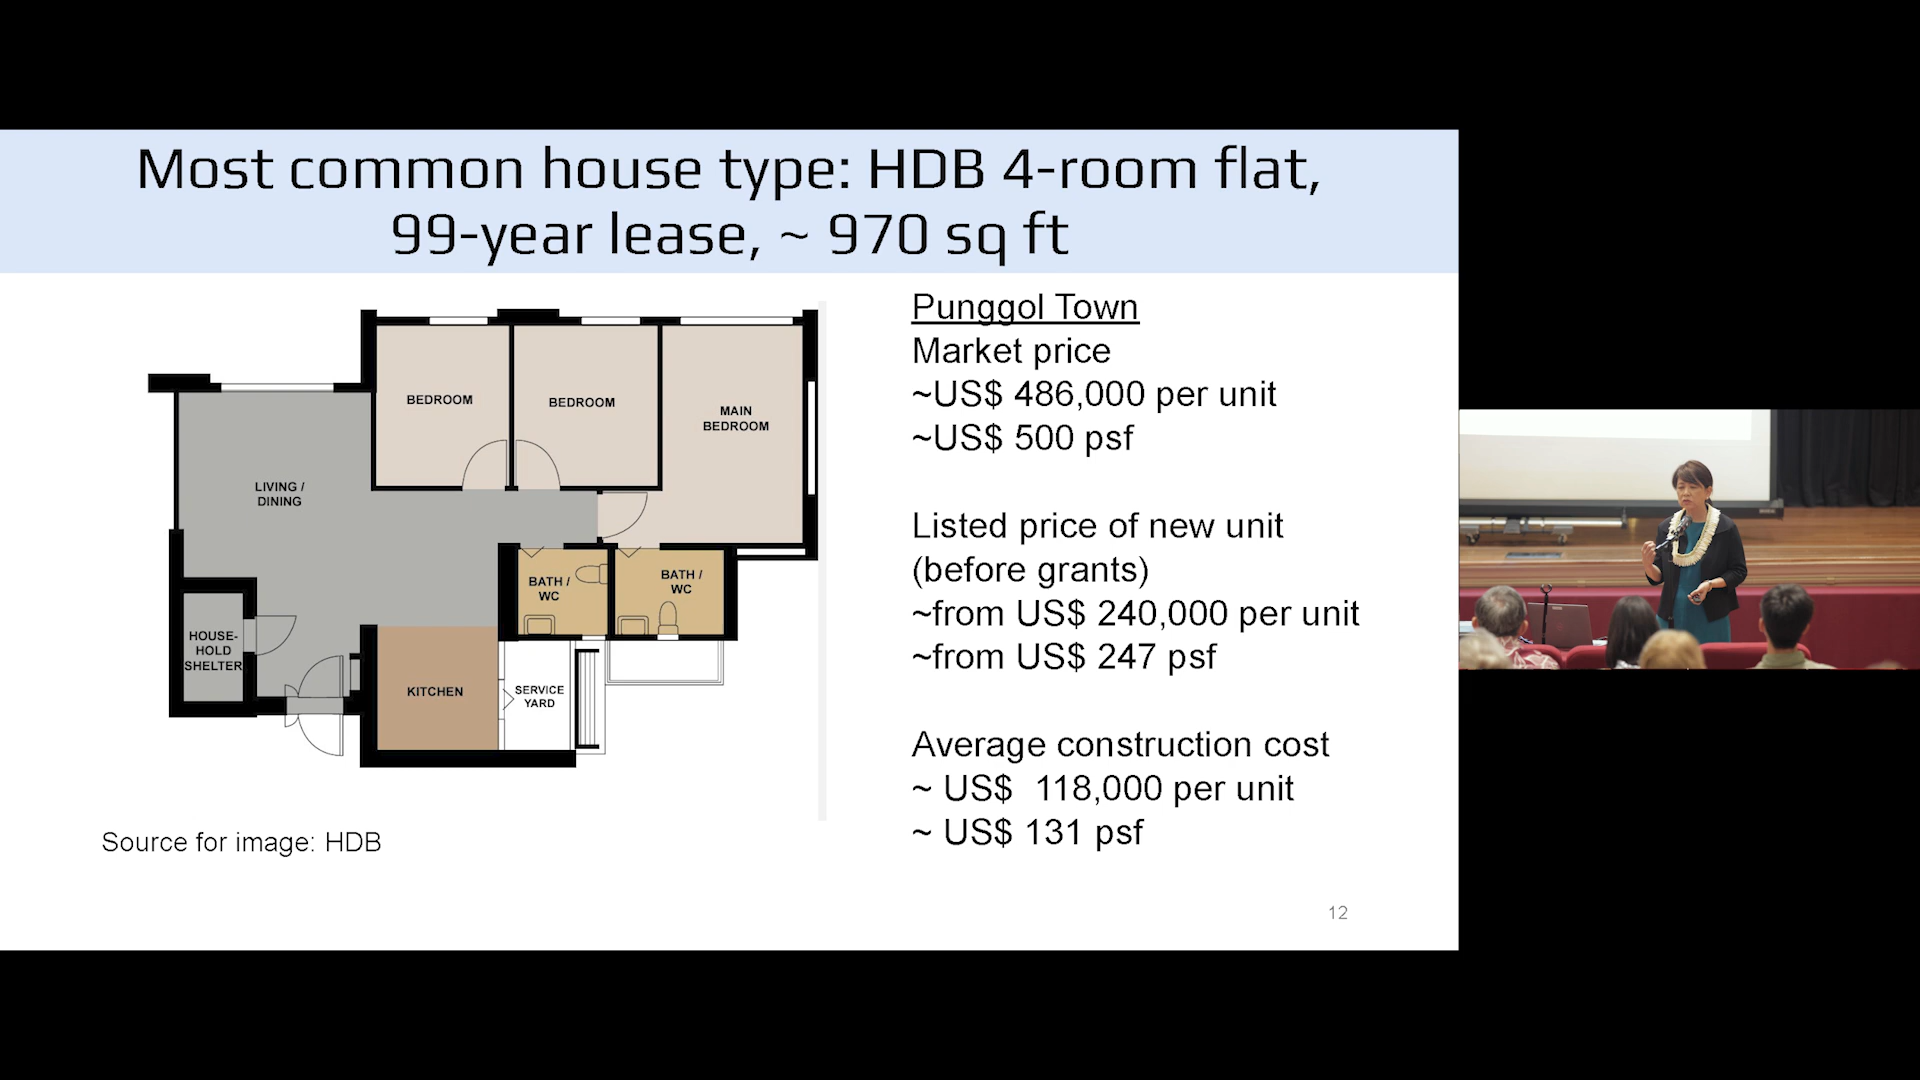 Most common house type: HDB 4-room flat,
99-year lease, ~ 970 sq ft
BEDROOM
BEDROOM
MAIN
BEDROOM
LIVING /
DINING
BATH /
WC
BATH /
WC
HOUSE-
HOLD
SHELTER
KITCHEN
SERVICE
YARD
Source for image: HDB
Punggol Town
Market price
~US$ 486,000 per unit
~US$ 500 psf
Listed price of new unit
(before grants)
~from US$ 240,000 per unit
~from US$ 247 psf
Average construction cost
~ US$ 118,000 per unit
~ US$ 131 psf
12